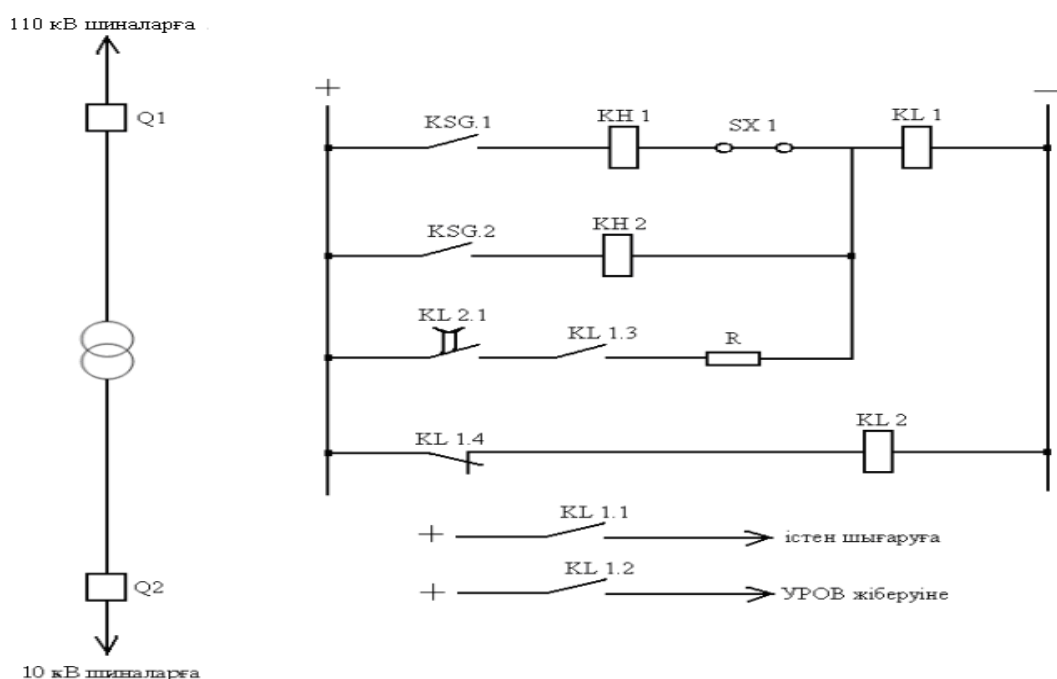 110 кВ шиналарға
Q1
Q2
10 кВ шиналарға
+
—
KSG.1
KH 1
SX 1
KL 1
KSG.2
KH 2
KL 2.1
KL 1.3
R
KL 1.4
KL 2
+
KL 1.1
істен шығаруға
+
KL 1.2
УРОВ жіберуіне